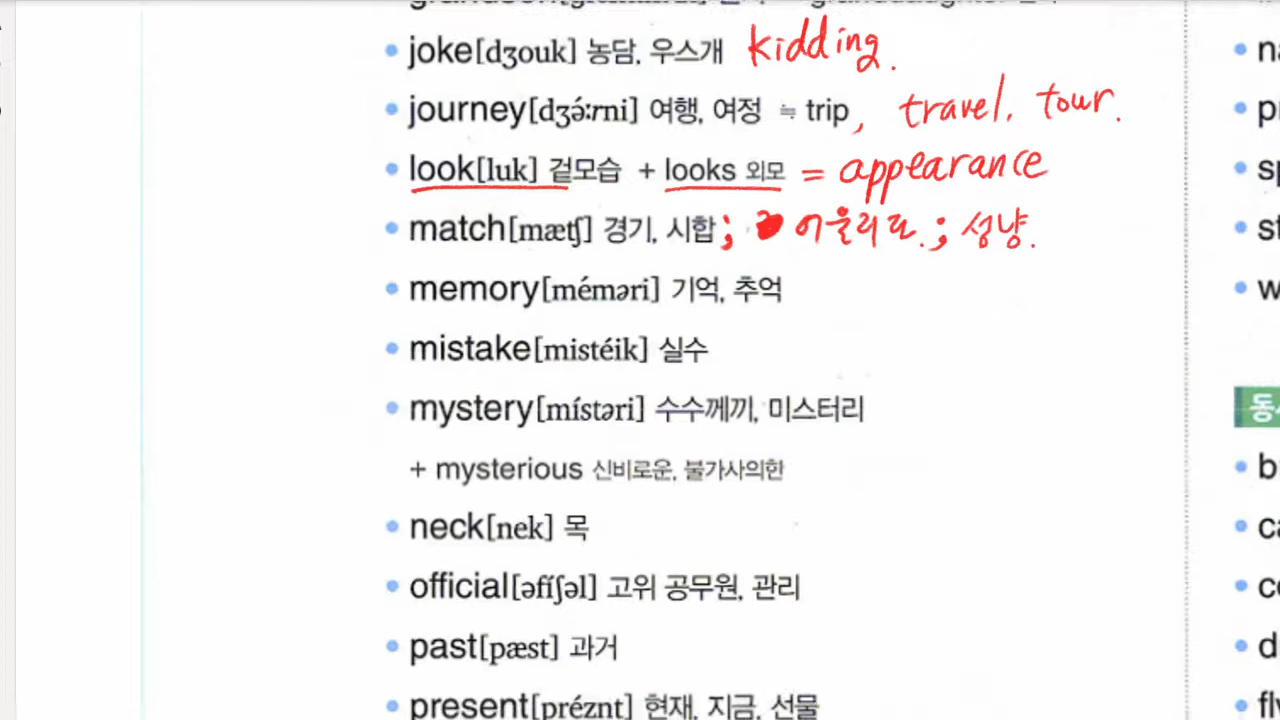 joke[dʒouk] 농담, 우스개 kidding.
journey[dʒə́ːrni] 여행, 여정 ≒ trip, travel, tour.
look[luk] 겉모습 + looks 외모 = appearance
match[mætʃ] 경기, 시합 ; 어울리다. ; 성냥.
memory[méməri] 기억, 추억
mistake[mistéik] 실수
mystery[místəri] 수수께끼, 미스터리
+ mysterious 신비로운, 불가사의한
neck[nek] 목
official[əfíʃəl] 고위 공무원, 관리
past[pæst] 과거
present[préznt] 현재, 지금, 선물